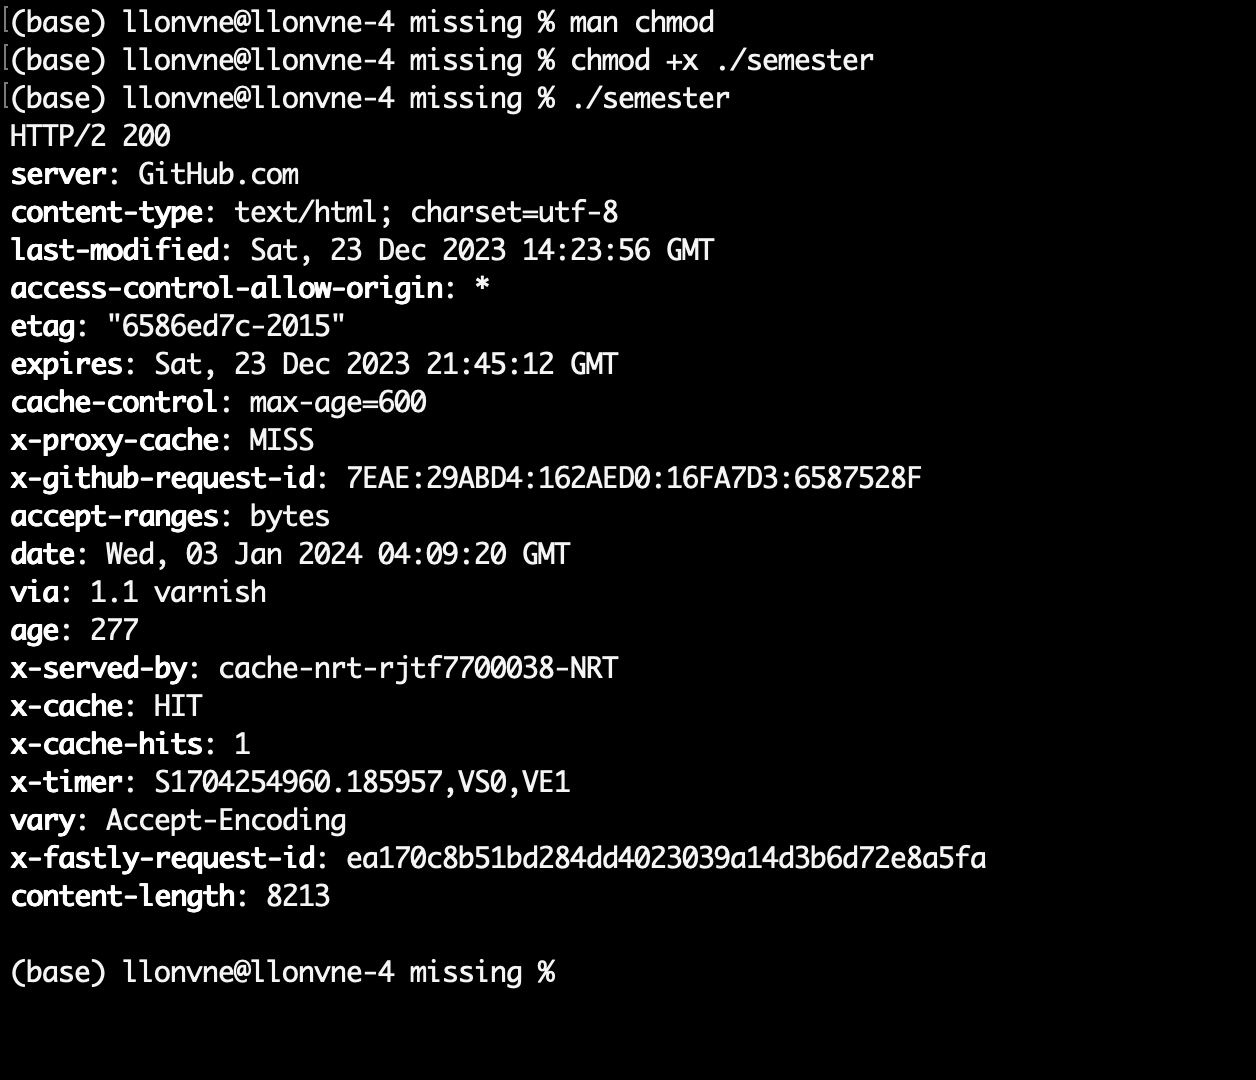 [(base) llonvne@llonvne-4 missing % man chmod
[(base) llonvne@llonvne-4 missing % chmod +x ./semester
[(base) llonvne@llonvne-4 missing % ./semester
HTTP/2 200
server: GitHub.com
content-type: text/html; charset=utf-8
last-modified: Sat, 23 Dec 2023 14:23:56 GMT
access-control-allow-origin: *
etag: "6586ed7c-2015"
expires: Sat, 23 Dec 2023 21:45:12 GMT
cache-control: max-age=600
x-proxy-cache: MISS
x-github-request-id: 7EAE:29ABD4:162AED0:16FA7D3:6587528F
accept-ranges: bytes
date: Wed, 03 Jan 2024 04:09:20 GMT
via: 1.1 varnish
age: 277
x-served-by: cache-nrt-rjtf7700038-NRT
x-cache: HIT
x-cache-hits: 1
x-timer: S1704254960.185957,VS0,VE1
vary: Accept-Encoding
x-fastly-request-id: ea170c8b51bd284dd4023039a14d3b6d72e8a5fa
content-length: 8213
(base) llonvne@llonvne-4 missing %